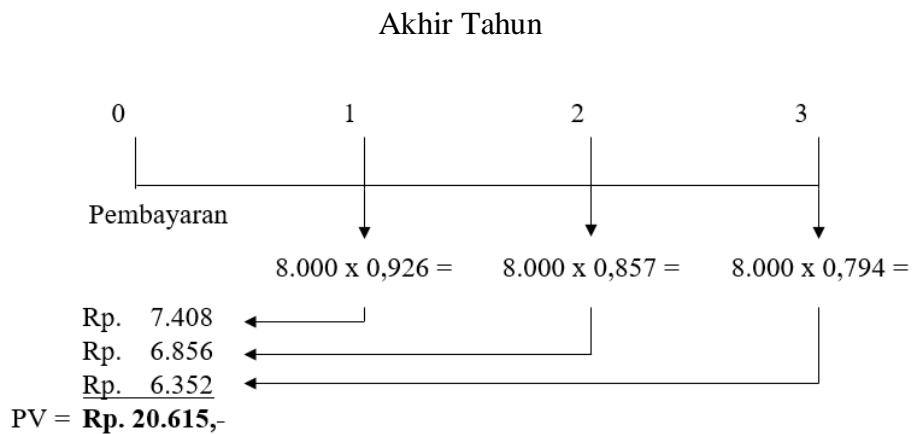 Akhir Tahun
0 1 2 3
Pembayaran
8.000 x 0,926 = 8.000 x 0,857 = 8.000 x 0,794 =
Rp. 7.408
Rp. 6.856
Rp. 6.352
PV = Rp. 20.615,-